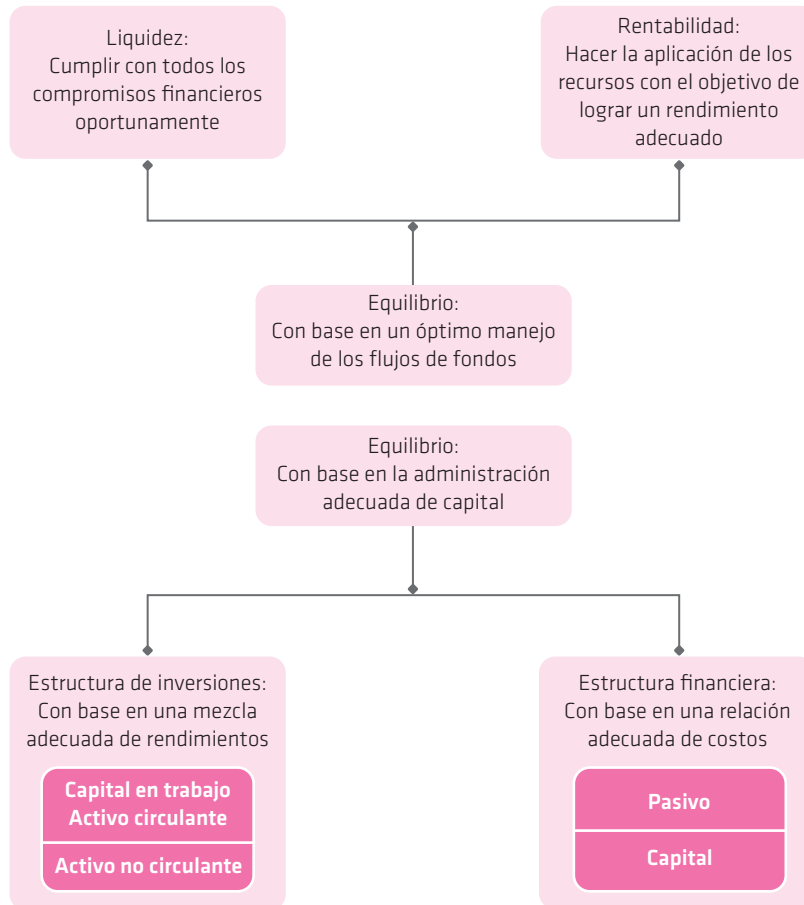 Liquidez:
Cumplir con todos los
compromisos financieros
oportunamente
Rentabilidad:
Hacer la aplicación de los
recursos con el objetivo de
lograr un rendimiento
adecuado
Equilibrio:
Con base en un óptimo manejo
de los flujos de fondos
Equilibrio:
Con base en la administración
adecuada de capital
Estructura de inversiones:
Con base en una mezcla
adecuada de rendimientos
Capital en trabajo
Activo circulante
Activo no circulante
Estructura financiera:
Con base en una relación
adecuada de costos
Pasivo
Capital